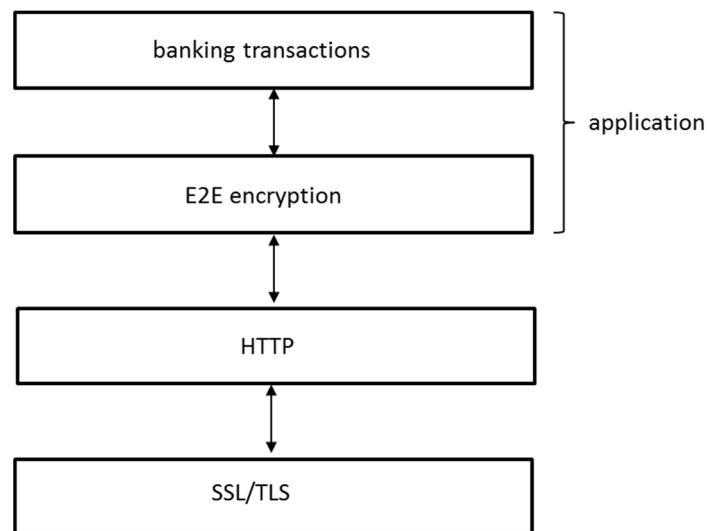 banking transactions
application
E2E encryption
HTTP
SSL/TLS